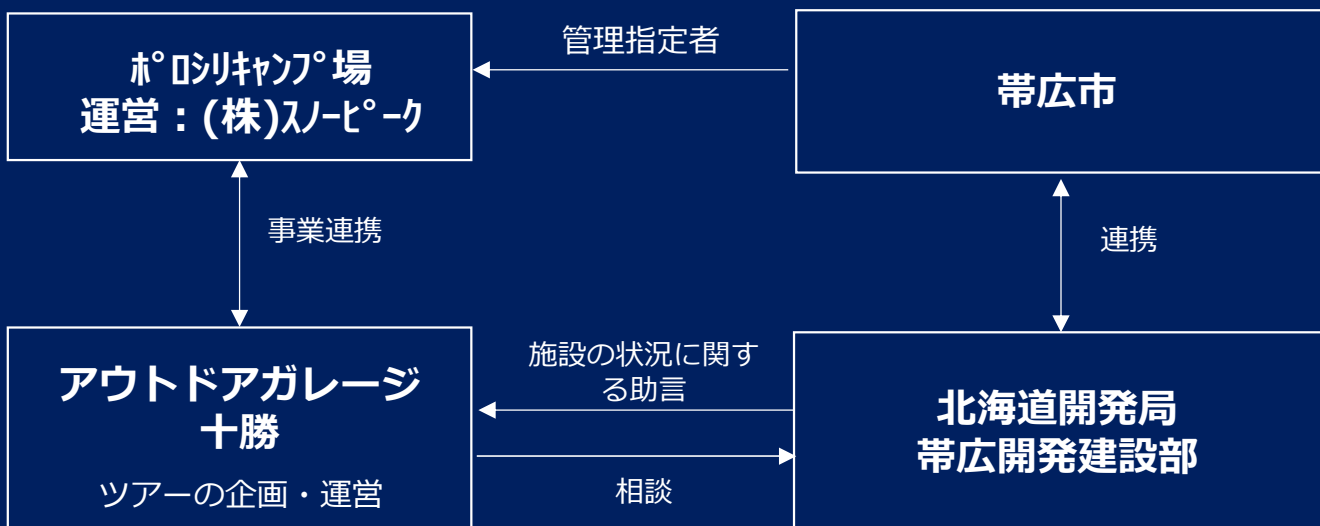 ﾎﾟﾛｼﾘｷｬﾝﾌﾟ場
運営：(株)ｽﾉｰﾋﾟｰｸ
管理指定者
帯広市
事業連携
連携
アウトドアガレージ
十勝
ツアーの企画・運営
施設の状況に関す
る助言
相談
北海道開発局
帯広開発建設部